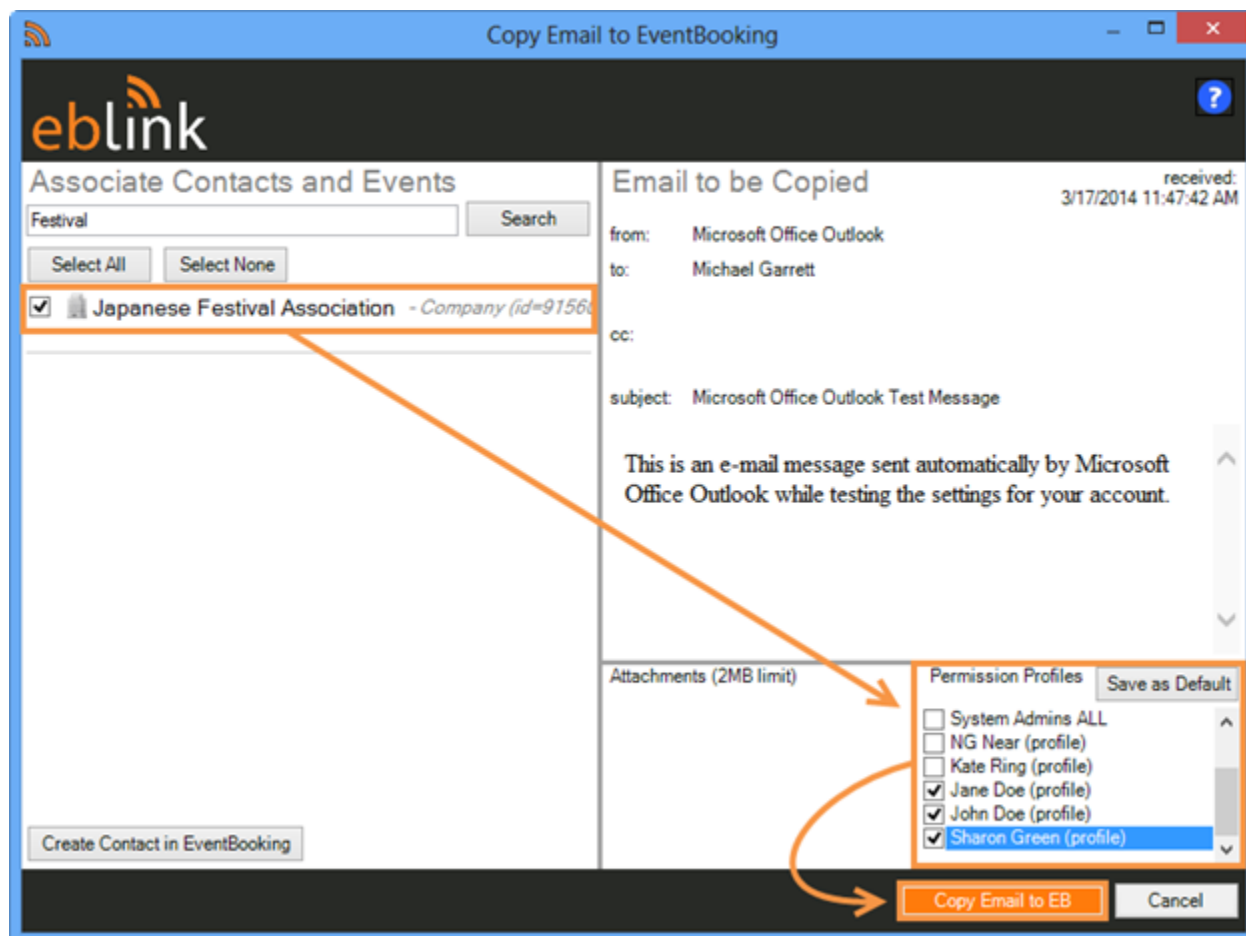 Copy Email to EventBooking
eblink
?
Associate Contacts and Events
Festival
Search
Select All
Select None
Japanese Festival Association - Company (id=9156
Create Contact in EventBooking
Email to be Copied
received:
3/17/2014 11:47:42 AM
from: Microsoft Office Outlook
to: Michael Garrett
cc:
subject: Microsoft Office Outlook Test Message
This is an e-mail message sent automatically by Microsoft
Office Outlook while testing the settings for your account.
Attachments (2MB limit)
Permission Profiles
Save as Default
System Admins ALL
NG Near (profile)
Kate Ring (profile)
Jane Doe (profile)
John Doe (profile)
Sharon Green (profile)
Copy Email to EB
Cancel